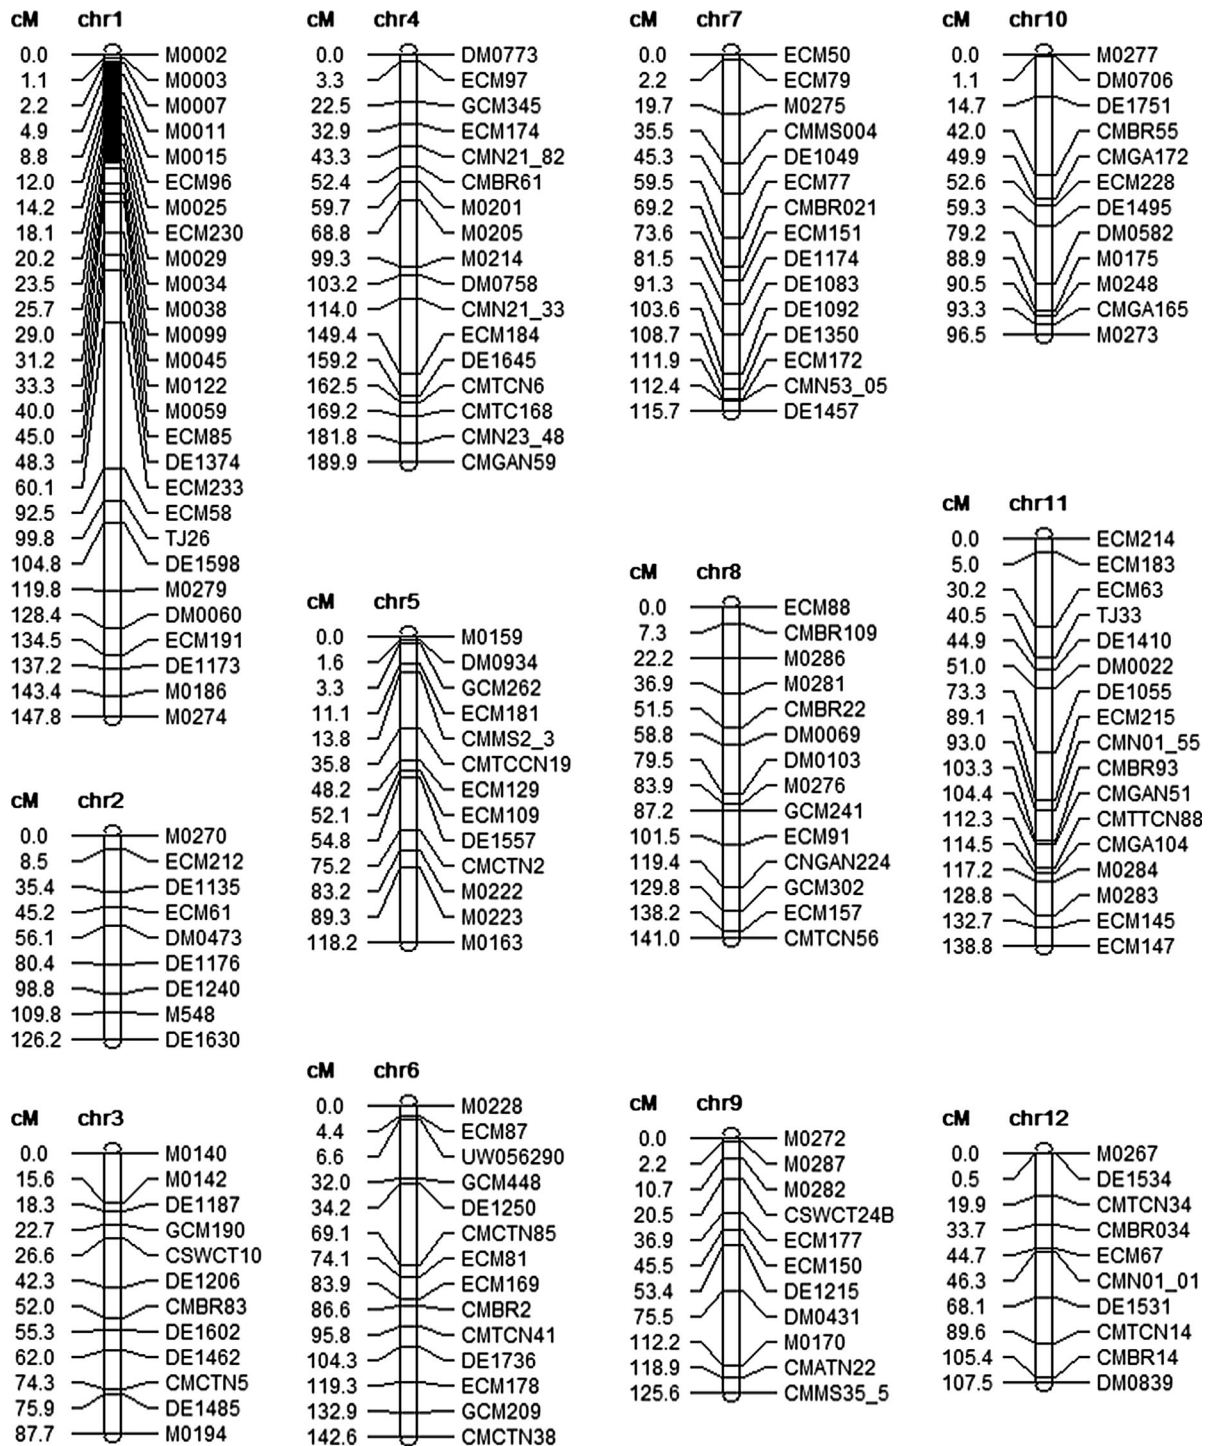 cM chr1
0.0 M0002
1.1 M0003
2.2 M0007
4.9 M0011
8.8 M0015
12.0 ECM96
14.2 M0025
18.1 ECM230
20.2 M0029
23.5 M0034
25.7 M0038
29.0 M0099
31.2 M0045
33.3 M0122
40.0 M0059
45.0 ECM85
48.3 DE1374
60.1 ECM233
92.5 ECM58
99.8 TJ26
104.8 DE1598
119.8 M0279
128.4 DM0060
134.5 ECM191
137.2 DE1173
143.4 M0186
147.8 M0274
cM chr2
0.0 M0270
8.5 ECM212
35.4 DE1135
45.2 ECM61
56.1 DM0473
80.4 DE1176
98.8 DE1240
109.8 M548
126.2 DE1630
cM chr3
0.0 M0140
15.6 M0142
18.3 DE1187
22.7 GCM190
26.6 CSWCT10
42.3 DE1206
52.0 CMBR83
55.3 DE1602
62.0 DE1462
74.3 CMCTN5
75.9 DE1485
87.7 M0194
cM chr4
0.0 DM0773
3.3 ECM97
22.5 GCM345
32.9 ECM174
43.3 CMN21_82
52.4 CMBR61
59.7 M0201
68.8 M0205
99.3 M0214
103.2 DM0758
114.0 CMN21_33
149.4 ECM184
159.2 DE1645
162.5 CMTCN6
169.2 CMTC168
181.8 CMN23_48
189.9 CMGAN59
cM chr5
0.0 M0159
1.6 DM0934
3.3 GCM262
11.1 ECM181
13.8 CMMS2_3
35.8 CMTCCN19
48.2 ECM129
52.1 ECM109
54.8 DE1557
75.2 CMCTN2
83.2 M0222
89.3 M0223
118.2 M0163
cM chr6
0.0 M0228
4.4 ECM87
6.6 UW056290
32.0 GCM448
34.2 DE1250
69.1 CMCTN85
74.1 ECM81
83.9 ECM169
86.6 CMBR2
95.8 CMTCN41
104.3 DE1736
119.3 ECM178
132.9 GCM209
142.6 CMCTN38
cM chr7
0.0 ECM50
2.2 ECM79
19.7 M0275
35.5 CMMS004
45.3 DE1049
59.5 ECM77
69.2 CMBR021
73.6 ECM151
81.5 DE1174
91.3 DE1083
103.6 DE1092
108.7 DE1350
111.9 ECM172
112.4 CMN53_05
115.7 DE1457
cM chr8
0.0 ECM88
7.3 CMBR109
22.2 M0286
36.9 M0281
51.5 CMBR22
58.8 DM0069
79.5 DM0103
83.9 M0276
87.2 GCM241
101.5 ECM91
119.4 CNGAN224
129.8 GCM302
138.2 ECM157
141.0 CMTCN56
cM chr9
0.0 M0272
2.2 M0287
10.7 M0282
20.5 CSWCT24B
36.9 ECM177
45.5 ECM150
53.4 DE1215
75.5 DM0431
112.2 M0170
118.9 CMATN22
125.6 CMMS35_5
cM chr10
0.0 M0277
1.1 DM0706
14.7 DE1751
42.0 CMBR55
49.9 CMGA172
52.6 ECM228
59.3 DE1495
79.2 DM0582
88.9 M0175
90.5 M0248
93.3 CMGA165
96.5 M0273
cM chr11
0.0 ECM214
5.0 ECM183
30.2 ECM63
40.5 TJ33
44.9 DE1410
51.0 DM0022
73.3 DE1055
89.1 ECM215
93.0 CMN01_55
103.3 CMBR93
104.4 CMGAN51
112.3 CMTTCN88
114.5 CMGA104
117.2 M0284
128.8 M0283
132.7 ECM145
138.8 ECM147
cM chr12
0.0 M0267
0.5 DE1534
19.9 CMTCN34
33.7 CMBR034
44.7 ECM67
46.3 CMN01_01
68.1 DE1531
89.6 CMTCN14
105.4 CMBR14
107.5 DM0839